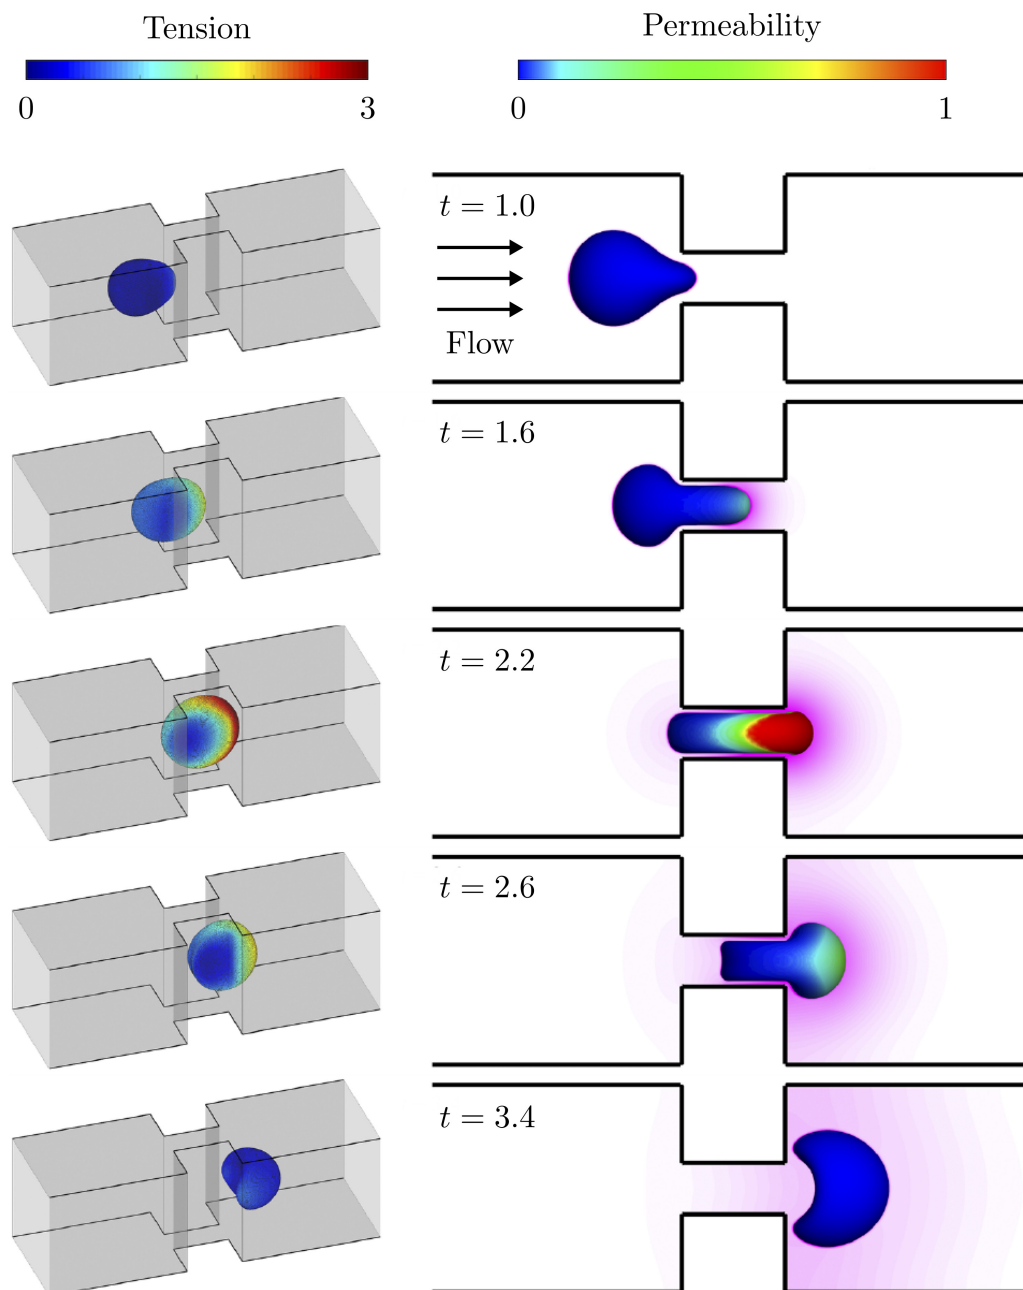 Tension
Permeability
0 3
0 1
t = 1.0
Flow
t = 1.6
t = 2.2
t = 2.6
t = 3.4